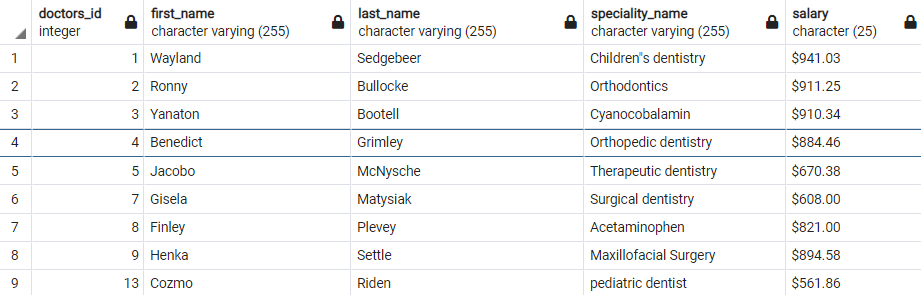 doctors_id first_name last_name speciality_name salary
integer character varying (255) character varying (255) character varying (255) character (25)
1 1 Wayland Sedgebeer Children"s dentistry $941.03
2 2 Ronny Bullocke Orthodontics $911.25
3 3 Yanaton Bootell Cyanocobalamin $910.34
4 4 Benedict Grimley Orthopedic dentistry $884.46
5 5 Jacobo McNysche Therapeutic dentistry $670.38
6 7 Gisela Matysiak Surgical dentistry $608.00
7 8 Finley Plevey Acetaminophen $821.00
8 9 Henka Settle Maxillofacial Surgery $894.58
9 13 Cozmo Riden pediatric dentist $561.86